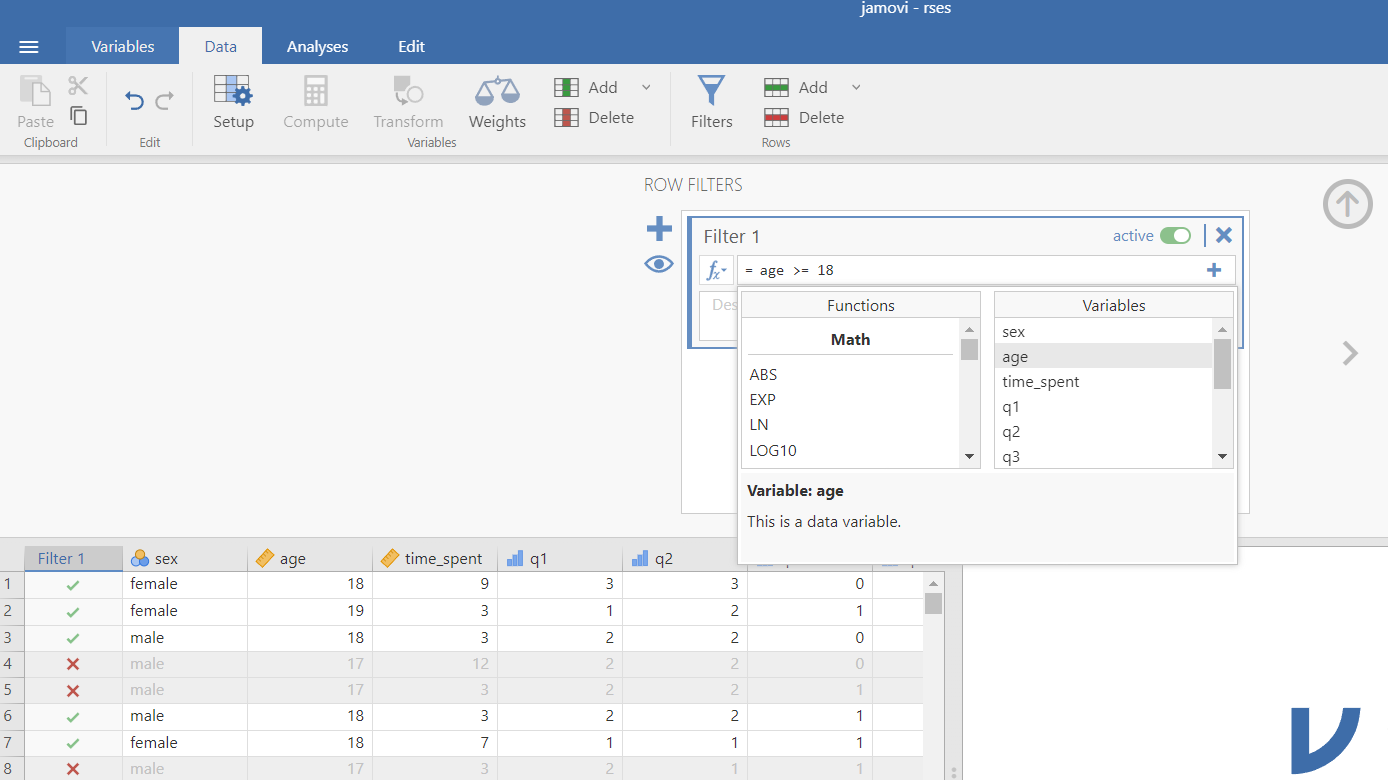 jamovi - rses
Variables Data Analyses Edit
Paste Setup Compute Transform Weights Add Delete Filters Add Delete
Clipboard Edit Variables Rows
ROW FILTERS
Filter 1 active
fx = age >= 18
Des
Functions Variables
Math
ABS
EXP
LN
LOG10
sex
age
time_spent
q1
q2
q3
Variable: age
This is a data variable.
Filter 1 sex age time_spent q1 q2
1 female 18 9 3 3 0
2 female 19 3 1 2 1
3 male 18 3 2 2 0
4 male 17 12 2 2 0
5 male 17 3 2 2 1
6 male 18 3 2 2 1
7 female 18 7 1 1 1
8 male 17 3 2 1 1